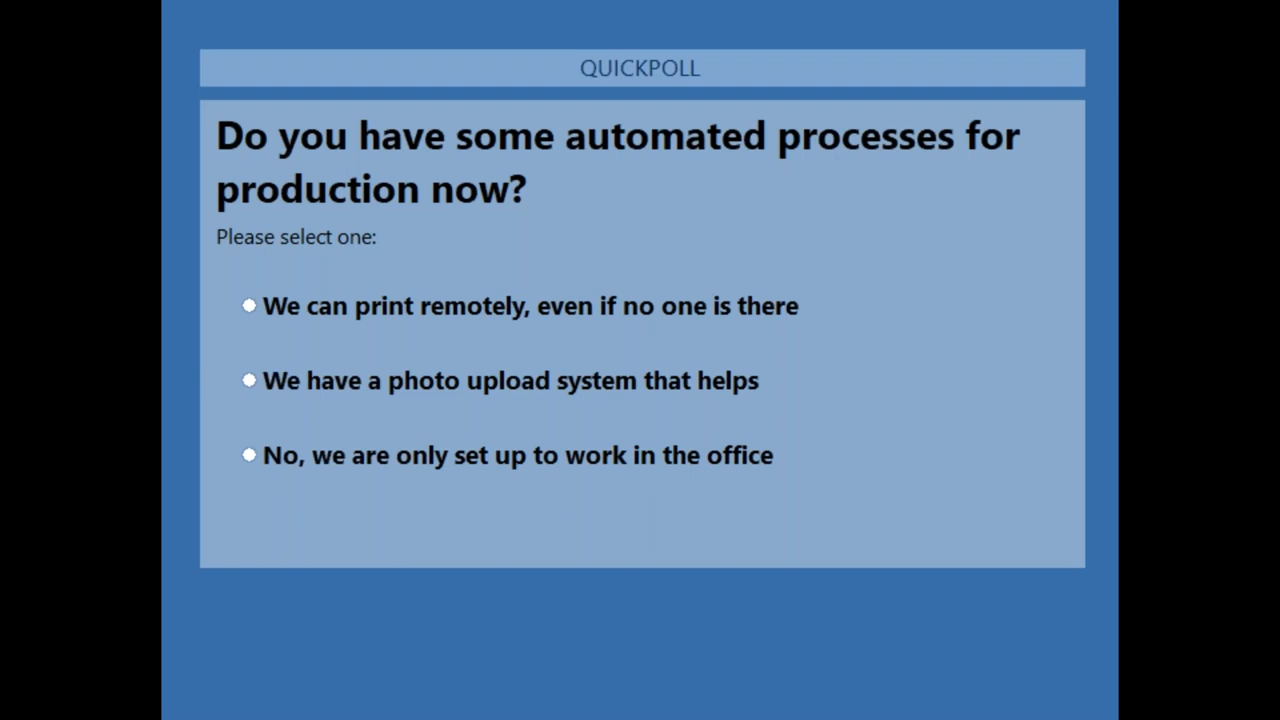 QUICKPOLL
Do you have some automated processes for
production now?
Please select one:
We can print remotely, even if no one is there
We have a photo upload system that helps
No, we are only set up to work in the office